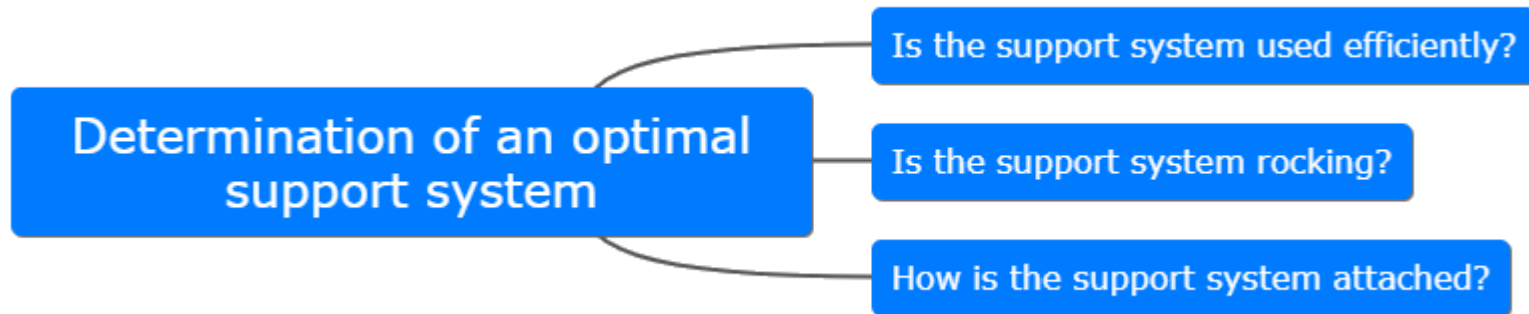 Determination of an optimal
support system
Is the support system used efficiently?
Is the support system rocking?
How is the support system attached?